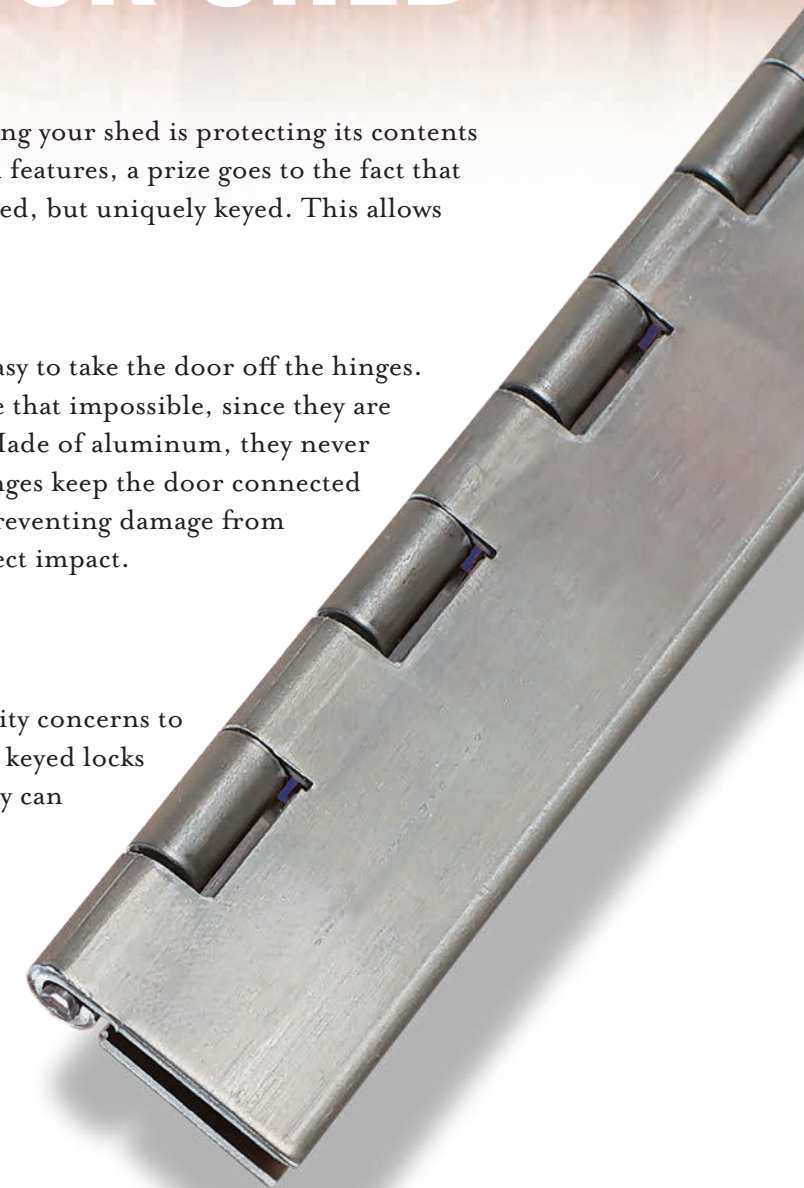 ing your shed is protecting its contents
features, a prize goes to the fact that
ed, but uniquely keyed. This allows
asy to take the door off the hinges.
e that impossible, since they are
Made of aluminum, they never
nges keep the door connected
reventing damage from
ect impact.
ity concerns to
keyed locks
y can